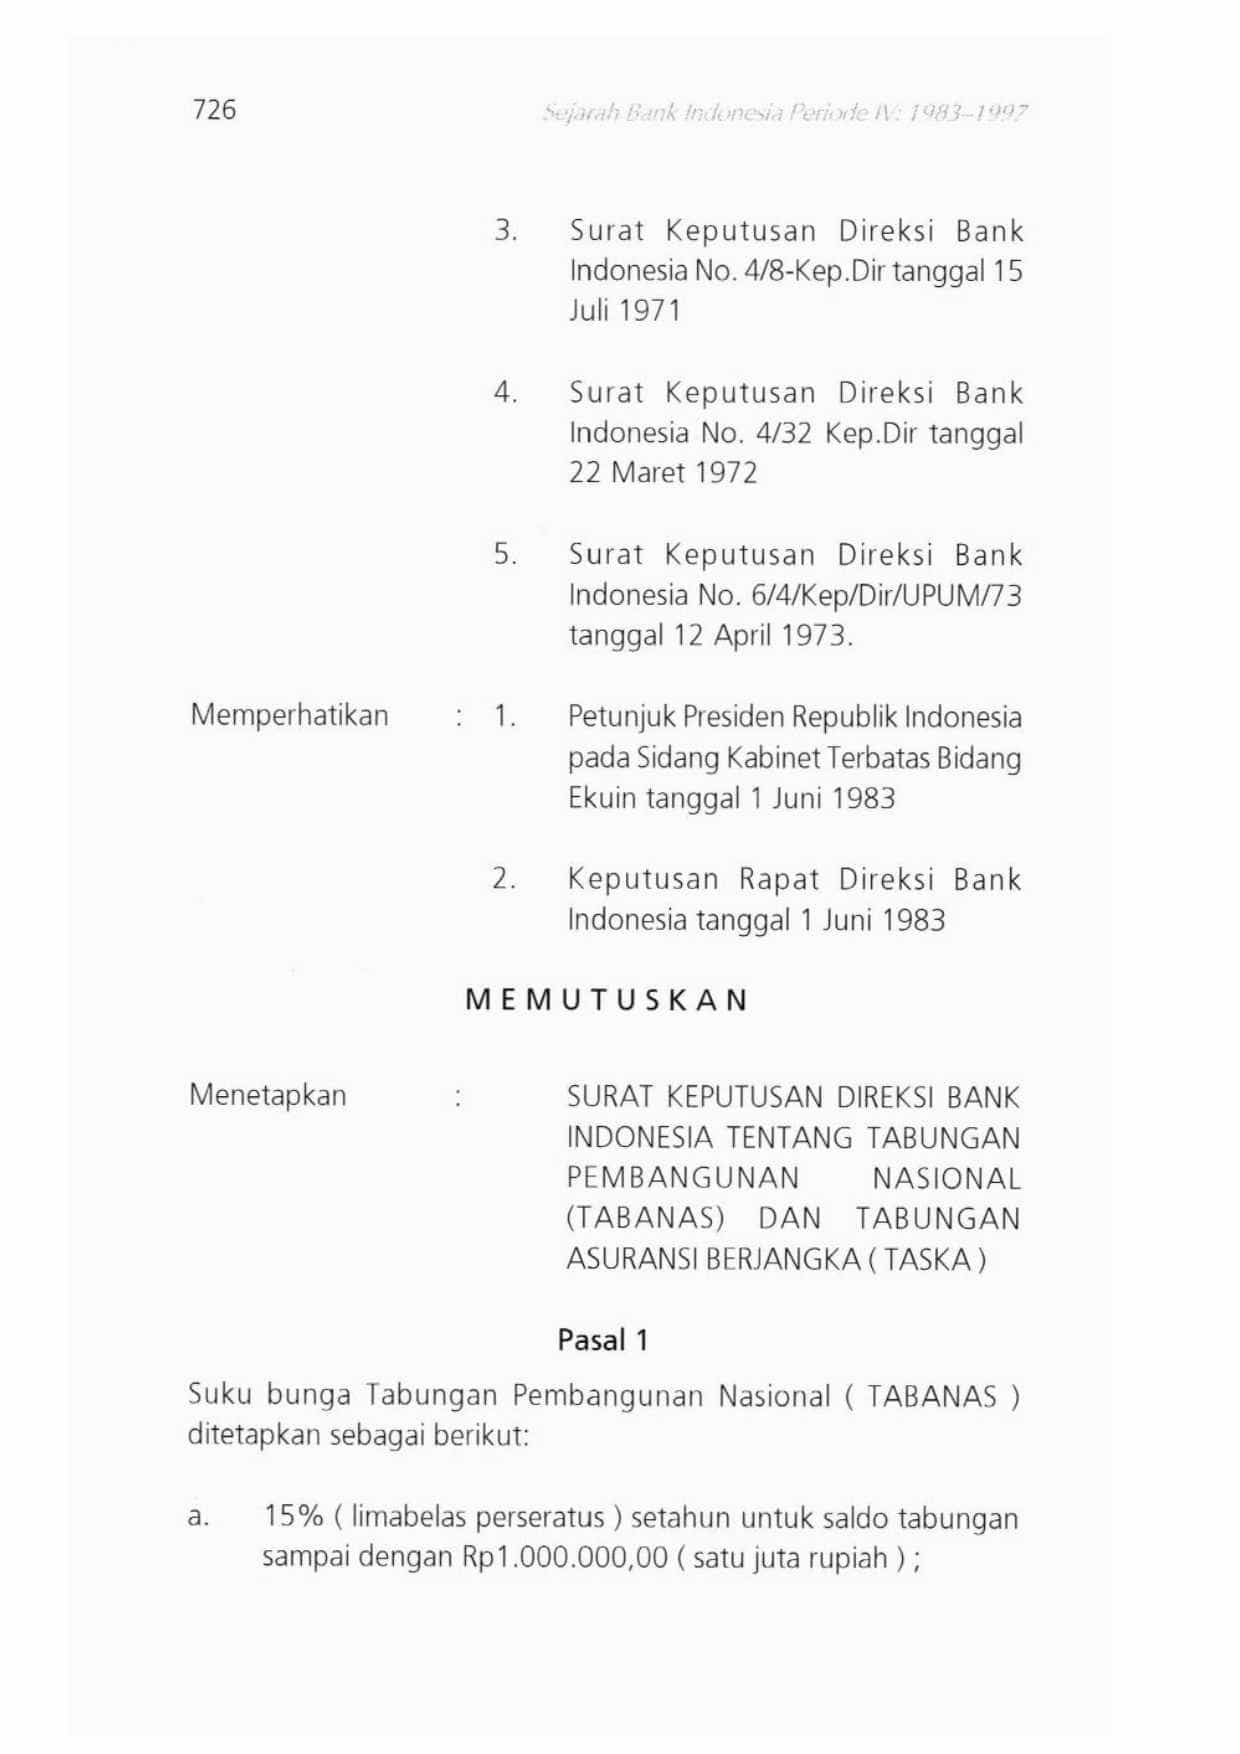 726 Sejarah Bank Indonesia Periode IV: 1983–1997
3. Surat Keputusan Direksi Bank
Indonesia No. 4/8-Kep.Dir tanggal 15
Juli 1971
4. Surat Keputusan Direksi Bank
Indonesia No. 4/32 Kep.Dir tanggal
22 Maret 1972
5. Surat Keputusan Direksi Bank
Indonesia No. 6/4/Kep/Dir/UPUM/73
tanggal 12 April 1973.
Memperhatikan : 1. Petunjuk Presiden Republik Indonesia
pada Sidang Kabinet Terbatas Bidang
Ekuin tanggal 1 Juni 1983
2. Keputusan Rapat Direksi Bank
Indonesia tanggal 1 Juni 1983
M E M U T U S K A N
Menetapkan : SURAT KEPUTUSAN DIREKSI BANK
INDONESIA TENTANG TABUNGAN
PEMBANGUNAN NASIONAL
(TABANAS) DAN TABUNGAN
ASURANSI BERJANGKA ( TASKA )
Pasal 1
Suku bunga Tabungan Pembangunan Nasional ( TABANAS )
ditetapkan sebagai berikut:
a. 15% ( limabelas perseratus ) setahun untuk saldo tabungan
sampai dengan Rp1.000.000,00 ( satu juta rupiah ) ;